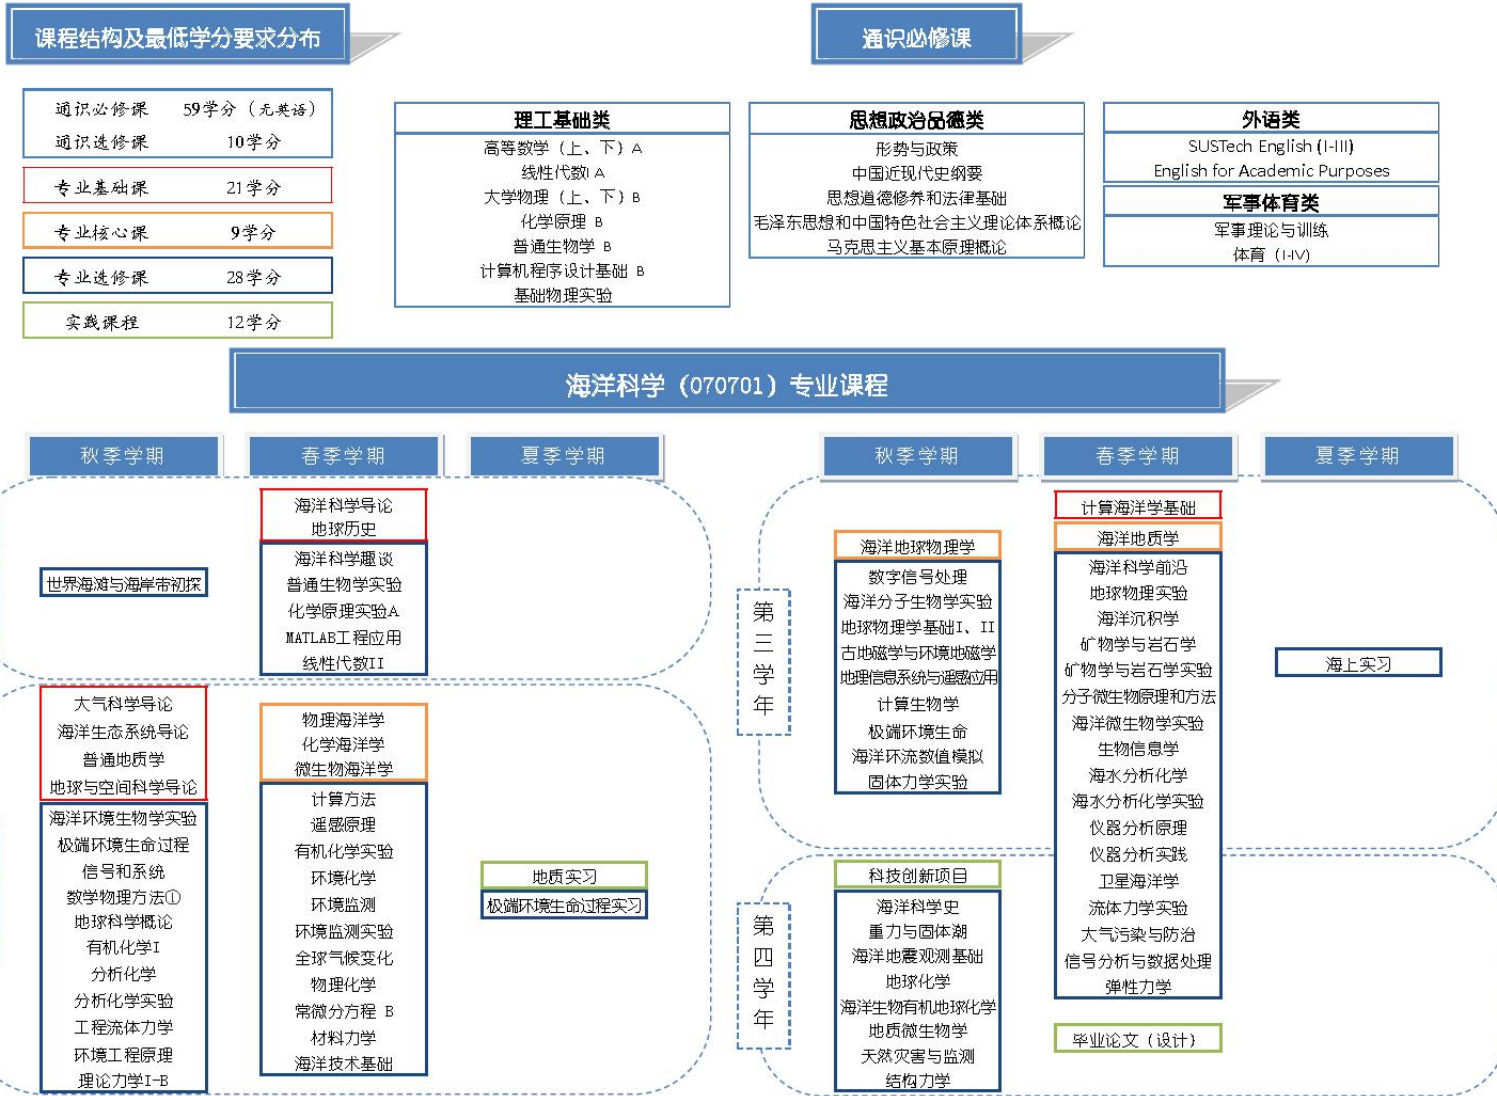 课程结构及最低学分要求分布
通识必修课 59学分（无英语）
通识选修课 10学分
专业基础课 21学分
专业核心课 9学分
专业选修课 28学分
实践课程 12学分
通识必修课
理工基础类
高等数学（上、下）A
线性代数I A
大学物理（上、下）B
化学原理 B
普通生物学 B
计算机程序设计基础 B
基础物理实验
思想政治品德类
形势与政策
中国近现代史纲要
思想道德修养和法律基础
毛泽东思想和中国特色社会主义理论体系概论
马克思主义基本原理概论
外语类
SUSTech English (I-III)
English for Academic Purposes
军事体育类
军事理论与训练
体育（I-IV）
海洋科学（070701）专业课程
秋季学期
春季学期
夏季学期
世界海滩与海岸带初探
海洋科学导论
地球历史
海洋科学趣谈
普通生物学实验
化学原理实验A
MATLAB工程应用
线性代数II
大气科学导论
海洋生态系统导论
普通地质学
地球与空间科学导论
海洋环境生物学实验
极端环境生命过程
信号和系统
数学物理方法①
地球科学概论
有机化学I
分析化学
分析化学实验
工程流体力学
环境工程原理
理论力学I-B
物理海洋学
化学海洋学
微生物海洋学
计算方法
遥感原理
有机化学实验
环境化学
环境监测
环境监测实验
全球气候变化
物理化学
常微分方程 B
材料力学
海洋技术基础
地质实习
极端环境生命过程实习
秋季学期
春季学期
夏季学期
第三学年
海洋地球物理学
数字信号处理
海洋分子生物学实验
地球物理学基础I、II
古地磁学与环境地磁学
地理信息系统与遥感应用
计算生物学
极端环境生命
海洋环流数值模拟
固体力学实验
计算海洋学基础
海洋地质学
海洋科学前沿
地球物理实验
海洋沉积学
矿物学与岩石学
矿物学与岩石学实验
分子微生物原理和方法
海洋微生物学实验
生物信息学
海水分析化学
海水分析化学实验
仪器分析原理
仪器分析实践
卫星海洋学
流体力学实验
大气污染与防治
信号分析与数据处理
弹性力学
海上实习
第四学年
科技创新项目
海洋科学史
重力与固体潮
海洋地震观测基础
地球化学
海洋生物有机地球化学
地质微生物学
天然灾害与监测
结构力学
毕业论文（设计）